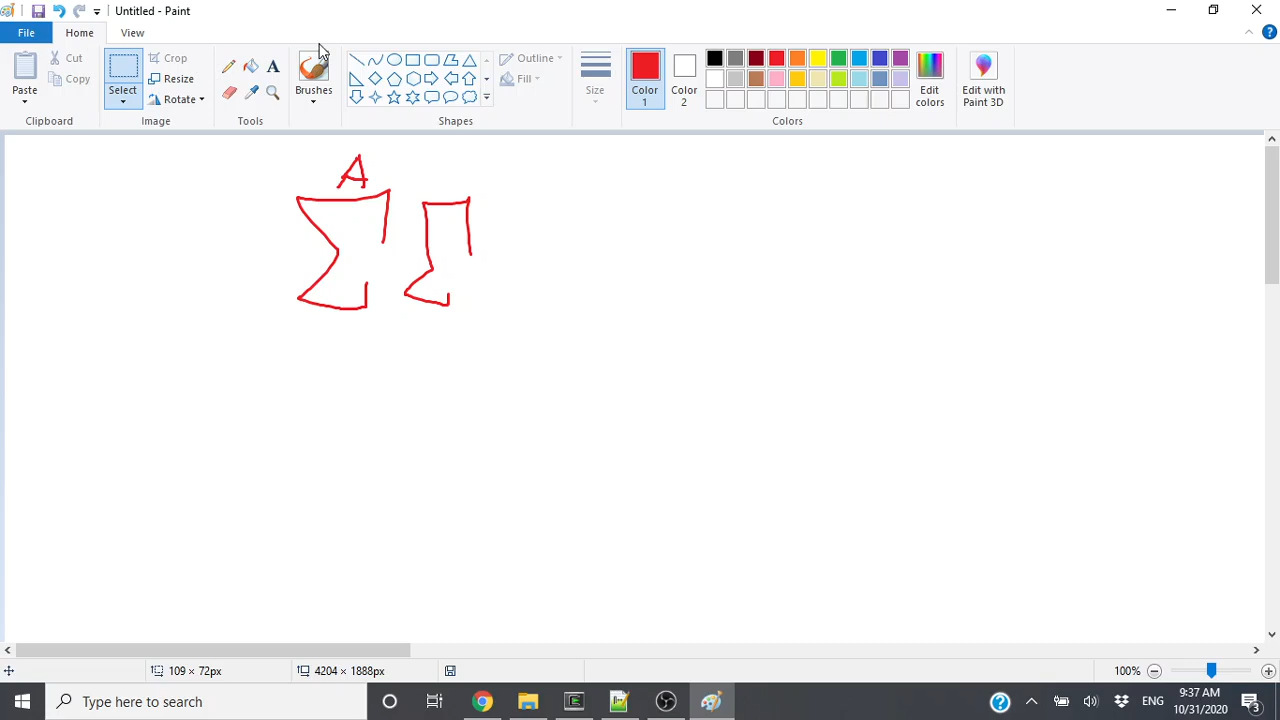 Untitled - Paint
File Home View
Paste Cut Copy Clipboard
Select Crop Resize Rotate Image
Tools
Brushes
Shapes
Outline Fill
Size
Color 1 Color 2 Edit colors Colors
Edit with Paint 3D
A
Σ
109 × 72px 4204 × 1888px 100%
Type here to search ENG 9:37 AM 10/31/2020 3